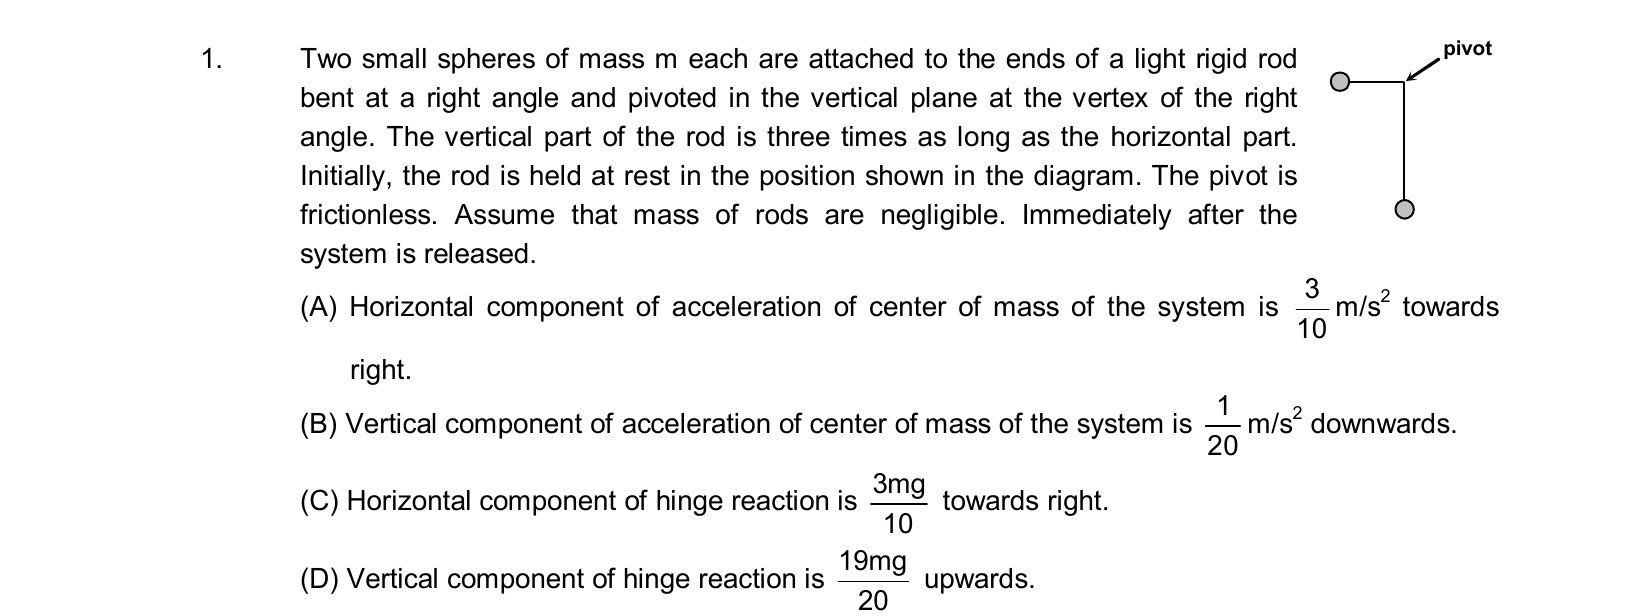 1. Two small spheres of mass m each are attached to the ends of a light rigid rod
bent at a right angle and pivoted in the vertical plane at the vertex of the right
angle. The vertical part of the rod is three times as long as the horizontal part.
Initially, the rod is held at rest in the position shown in the diagram. The pivot is
frictionless. Assume that mass of rods are negligible. Immediately after the
system is released.
pivot
(A) Horizontal component of acceleration of center of mass of the system is 3/10 m/s² towards
right.
(B) Vertical component of acceleration of center of mass of the system is 1/20 m/s² downwards.
(C) Horizontal component of hinge reaction is 3mg/10 towards right.
(D) Vertical component of hinge reaction is 19mg/20 upwards.